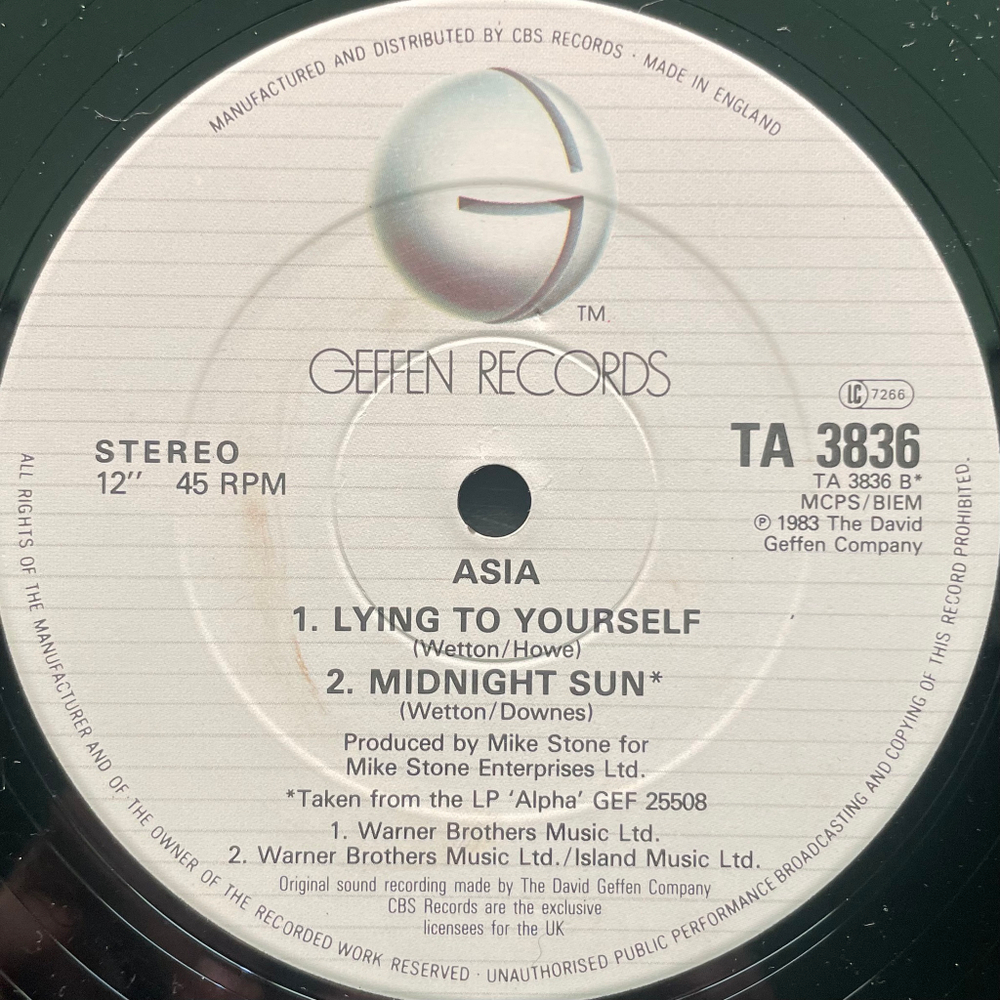 MANUFACTURED AND DISTRIBUTED BY CBS RECORDS · MADE IN ENGLAND
TM.
GEFFEN RECORDS
LC 7266
STEREO
12" 45 RPM
TA 3836
TA 3836 B*
MCPS/BIEM
℗ 1983 The David
Geffen Company
ASIA
1. LYING TO YOURSELF
(Wetton/Howe)
2. MIDNIGHT SUN*
(Wetton/Downes)
Produced by Mike Stone for
Mike Stone Enterprises Ltd.
*Taken from the LP ‘Alpha’ GEF 25508
1. Warner Brothers Music Ltd.
2. Warner Brothers Music Ltd./Island Music Ltd.
Original sound recording made by The David Geffen Company
CBS Records are the exclusive
licensees for the UK
ALL RIGHTS OF THE MANUFACTURER AND OF THE OWNER OF THE RECORDED WORK RESERVED · UNAUTHORISED PUBLIC PERFORMANCE BROADCASTING AND COPYING OF THIS RECORD PROHIBITED.